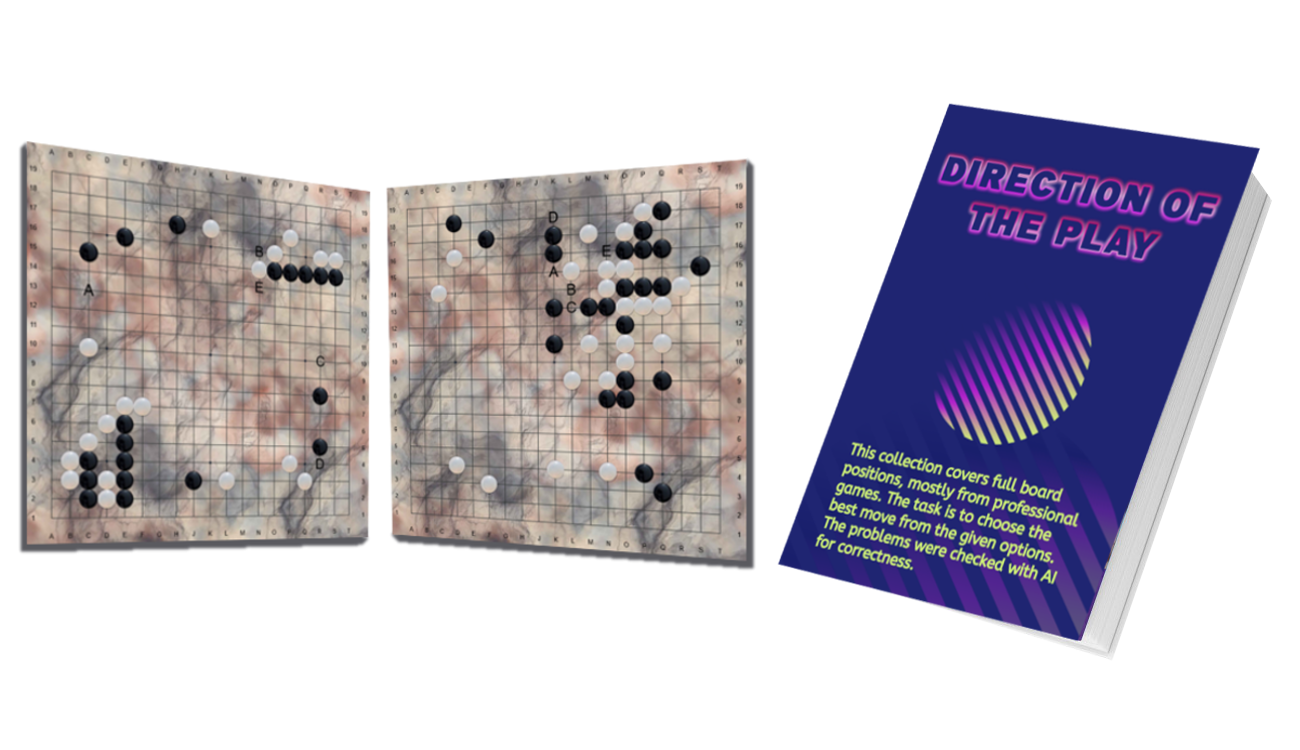 A
B
E
C
D
D
E
A
B
C
DIRECTION OF
THE PLAY
This collection covers full board
positions, mostly from professional
games. The task is to choose the
best move from the given options.
The problems were checked with AI
for correctness.